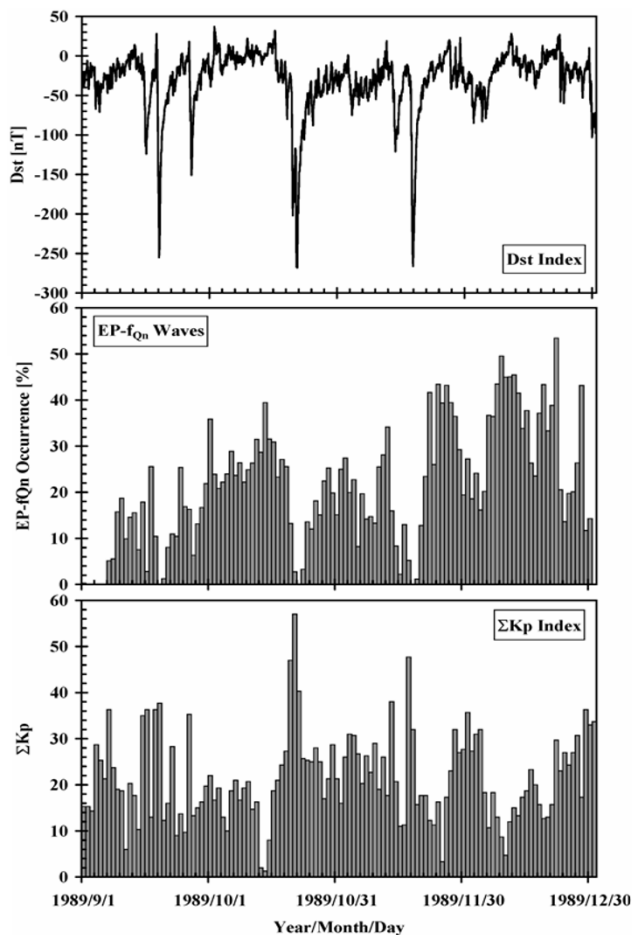 50
0
-50
-100
-150
-200
-250
-300
Dst [nT]
Dst Index
60
50
40
30
20
10
0
EP-fQn Occurrence [%]
EP-fQn Waves
60
50
40
30
20
10
0
ΣKp
ΣKp Index
1989/9/1 1989/10/1 1989/10/31 1989/11/30 1989/12/30
Year/Month/Day